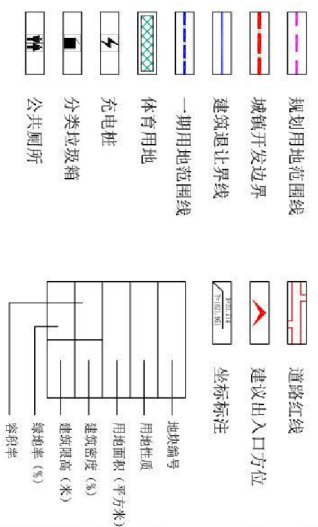 规划用地范围线
城镇开发边界
建筑退让界线
一期用地范围线
体育用地
充电桩
分类垃圾箱
公共厕所
道路红线
建议出入口方位
坐标标注
地块编号
用地性质
用地面积（平方米）
建筑密度（%）
建筑限高（米）
绿地率（%）
容积率